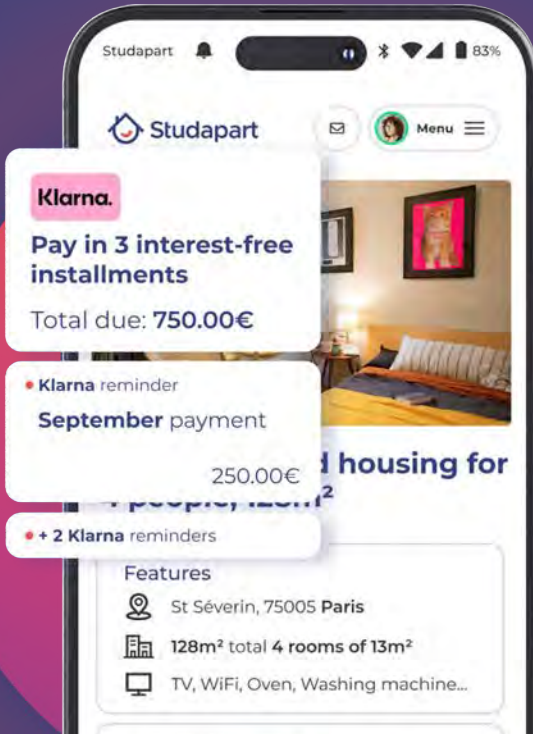 Studapart
83%
Studapart
Menu
Klarna.
Pay in 3 interest-free
installments
Total due: 750.00€
Klarna reminder
September payment
250.00€
housing for
+ 2 Klarna reminders
Features
St Séverin, 75005 Paris
128m² total 4 rooms of 13m²
TV, WiFi, Oven, Washing machine...